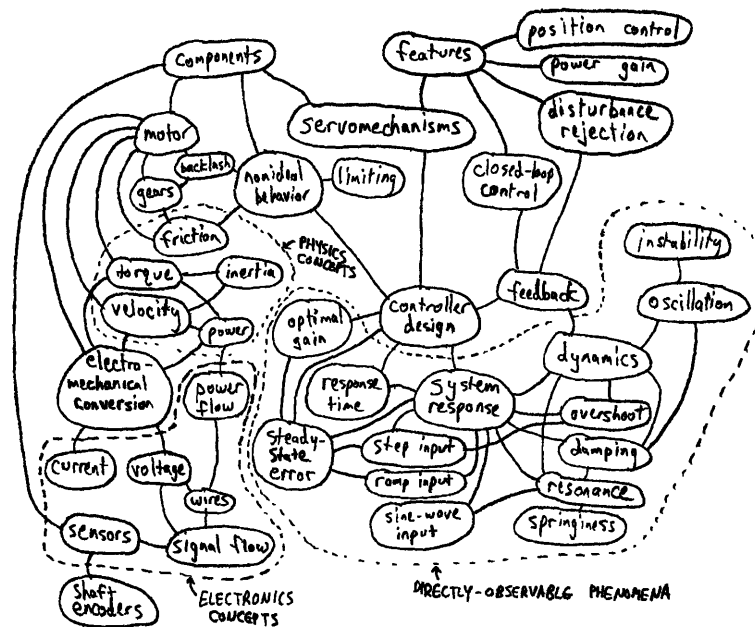 position control
components
features
power gain
motor
servomechanisms
disturbance
rejection
backlash
nonideal
behavior
limiting
closed-loop
control
gears
friction
PHYSICS
CONCEPTS
instability
torque
inertia
feedback
oscillation
velocity
optimal
gain
controller
design
power
electro-
mechanical
conversion
power
flow
response
time
system
response
dynamics
overshoot
steady-
state
error
step input
damping
current
voltage
ramp input
resonance
wires
sine-wave
input
springiness
sensors
signal flow
shaft
encoders
ELECTRONICS
CONCEPTS
DIRECTLY-OBSERVABLE PHENOMENA